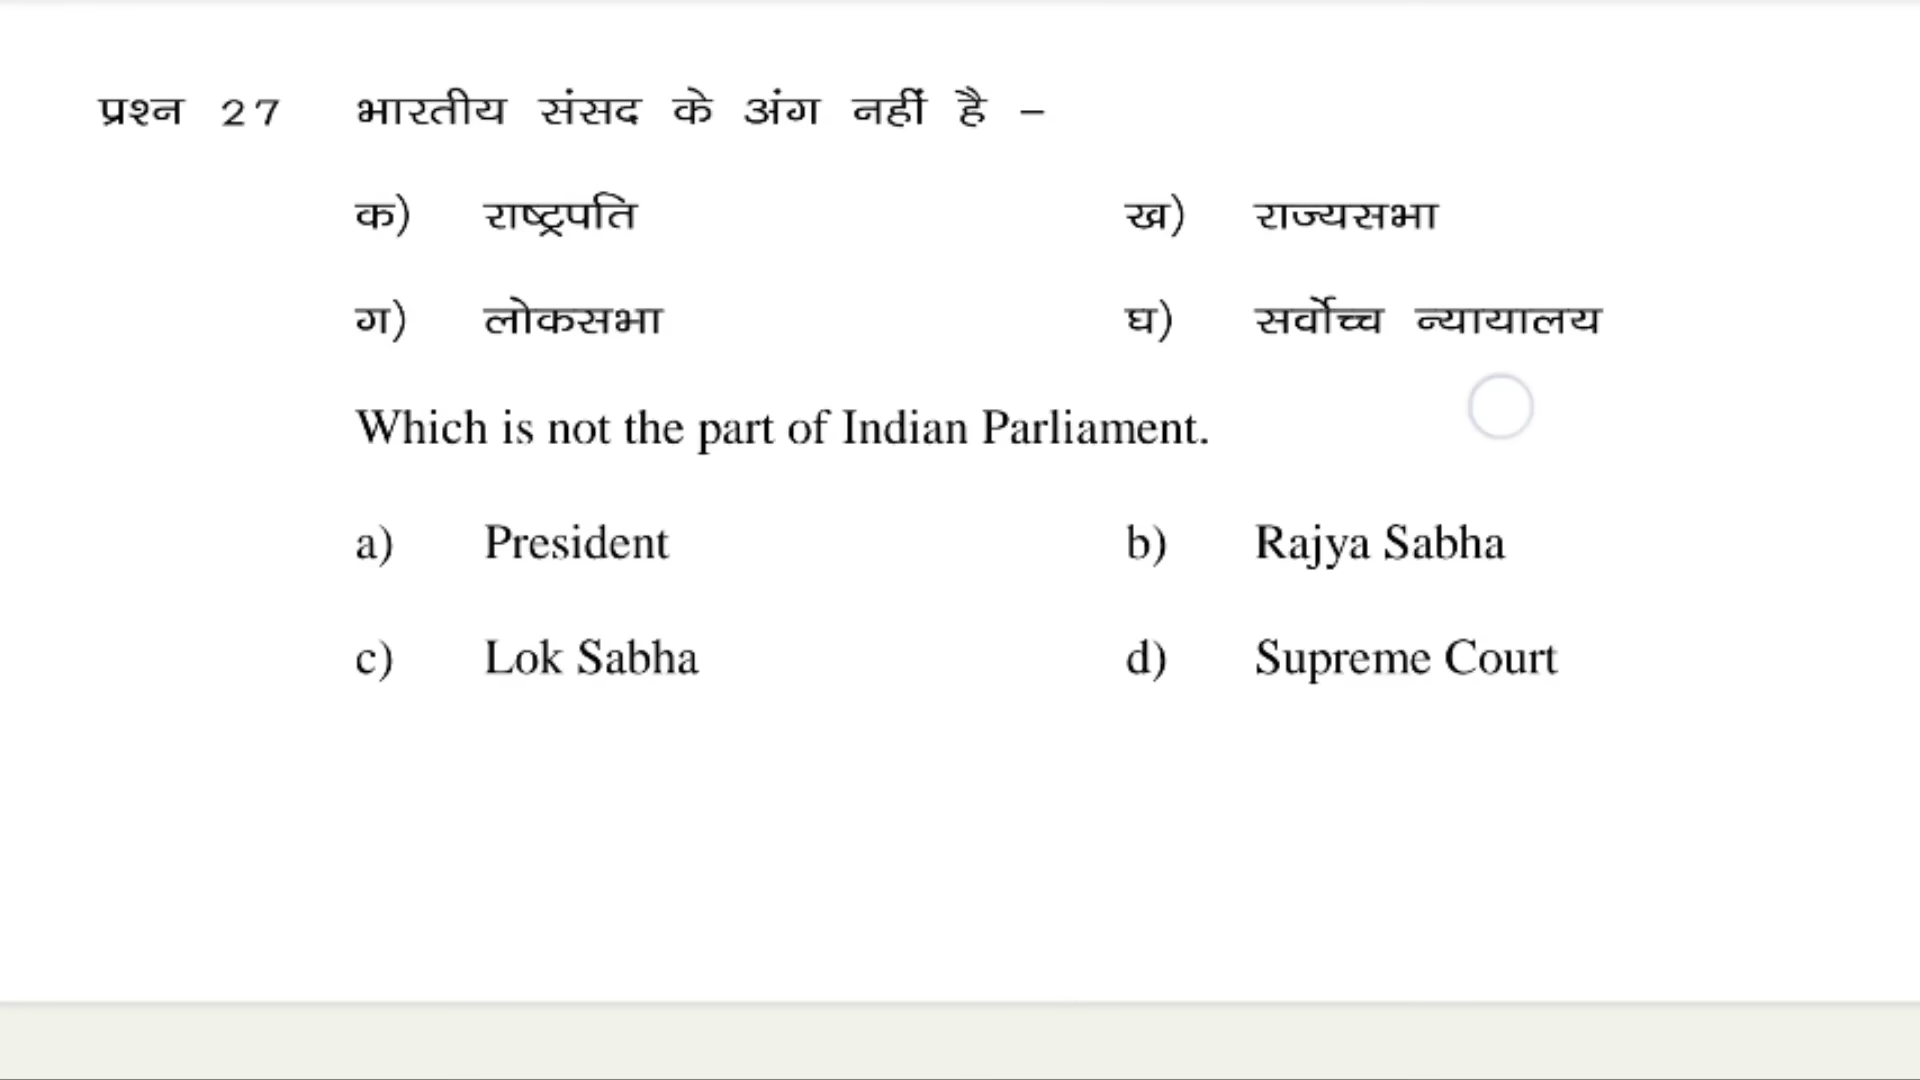 प्रश्न 27 भारतीय संसद के अंग नहीं है –
क) राष्ट्रपति ख) राज्यसभा
ग) लोकसभा घ) सर्वोच्च न्यायालय
Which is not the part of Indian Parliament.
a) President b) Rajya Sabha
c) Lok Sabha d) Supreme Court